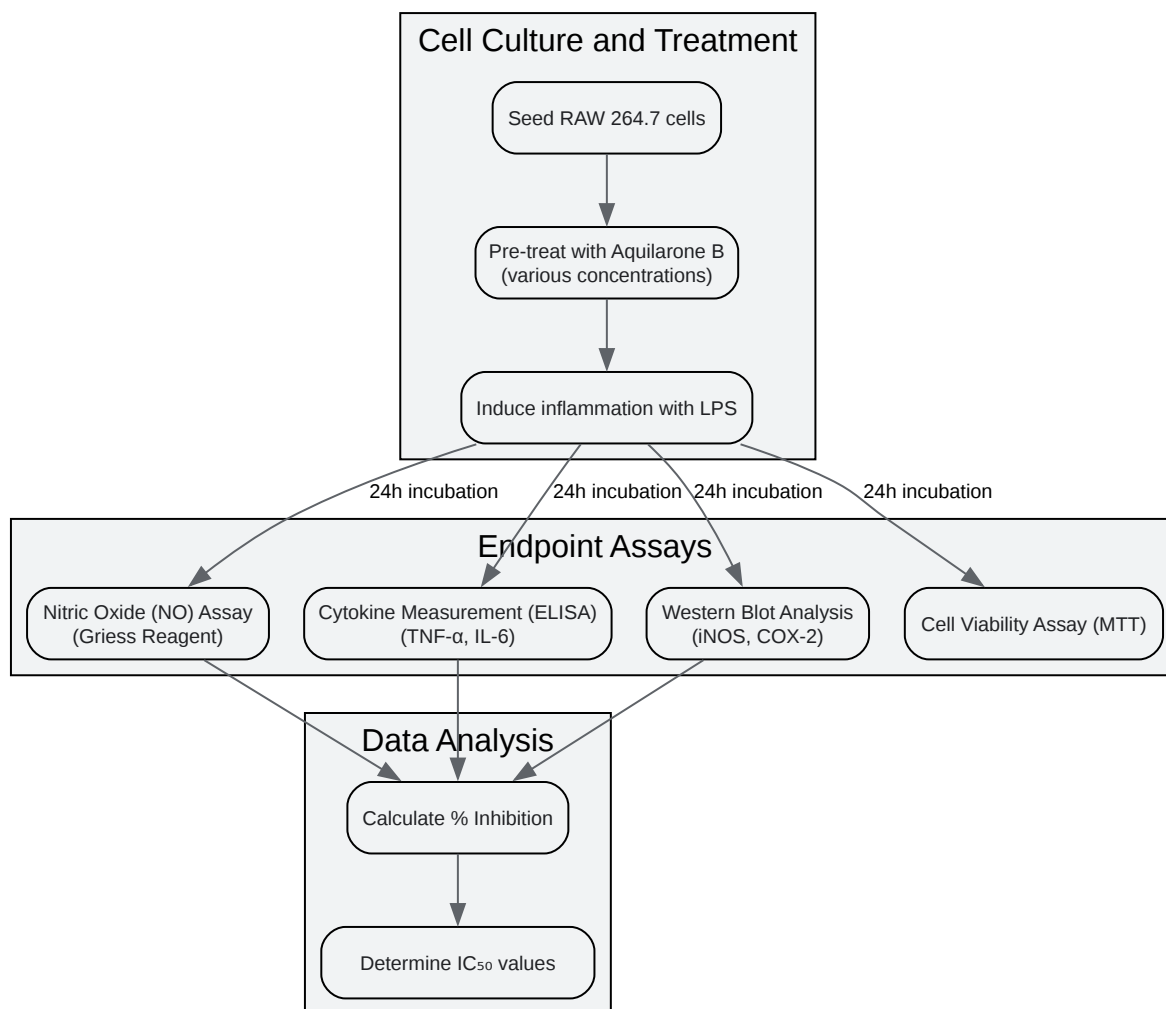 Cell Culture and Treatment
Seed RAW 264.7 cells
Pre-treat with Aquilarone B
(various concentrations)
Induce inflammation with LPS
24h incubation
24h incubation
24h incubation
24h incubation
Endpoint Assays
Nitric Oxide (NO) Assay
(Griess Reagent)
Cytokine Measurement (ELISA)
(TNF-α, IL-6)
Western Blot Analysis
(iNOS, COX-2)
Cell Viability Assay (MTT)
Data Analysis
Calculate % Inhibition
Determine IC₅₀ values